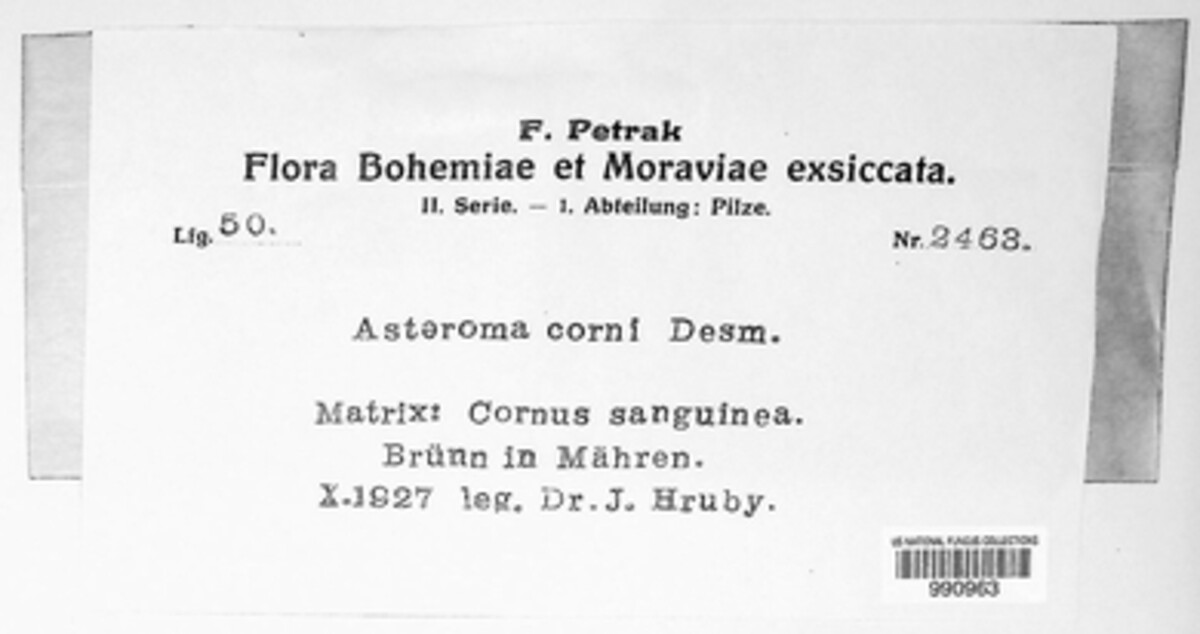 F. Petrak
Flora Bohemiae et Moraviae exsiccata.
II. Serie. – 1. Abteilung: Pilze.
Lfg. 50.
Nr. 2463.
Asteroma corni Desm.
Matrix: Cornus sanguinea.
Brünn in Mähren.
X.1927 leg. Dr. J. Hruby.
US NATIONAL FUNGUS COLLECTIONS
990963